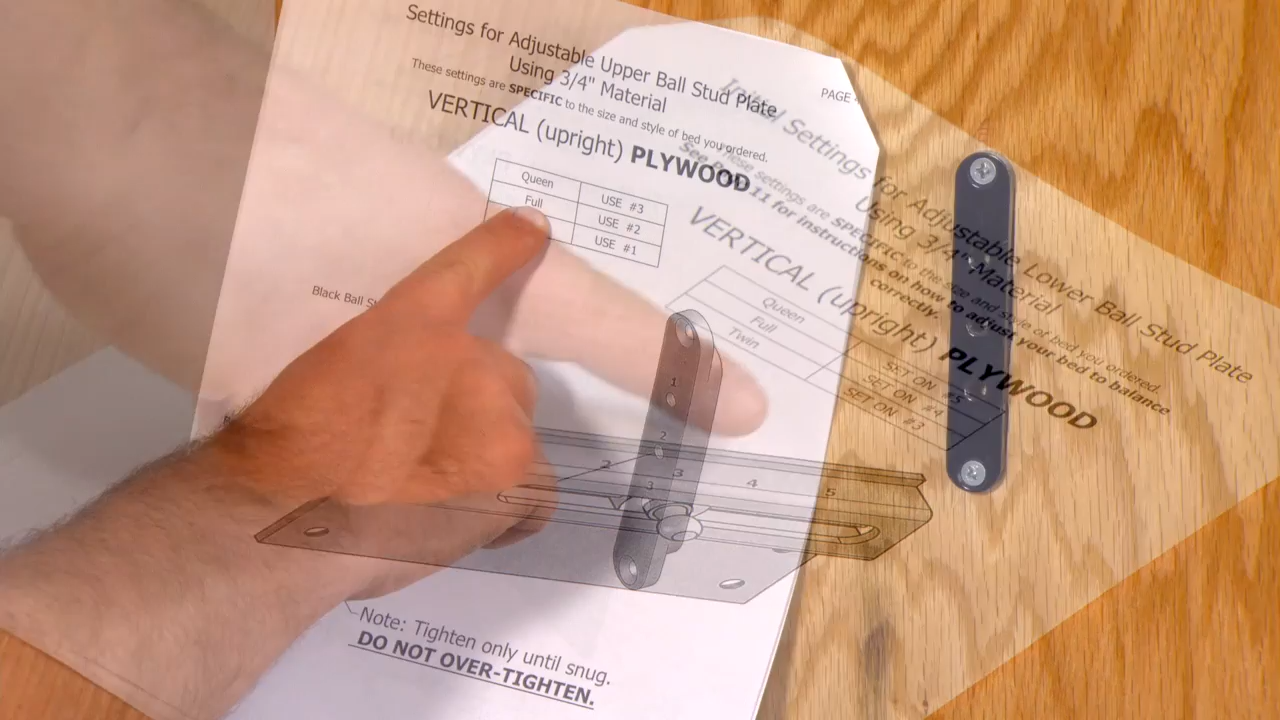 Settings for Adjustable Upper Ball Stud Plate
Using 3/4" Material
PAGE
These settings are SPECIFIC to the size and style of bed you ordered.
VERTICAL (upright) PLYWOOD
Queen USE #3
Full USE #2
USE #1
Black Ball St
1
2
3
Note: Tighten only until snug.
DO NOT OVER-TIGHTEN.
Initial Settings for Adjustable Lower Ball Stud Plate
Using 3/4" Material
These settings are SPECIFIC to the size and style of bed you ordered.
See Page 11 for instructions on how to adjust your bed to balance
correctly.
VERTICAL (upright) PLYWOOD
Queen SET ON #5
Full SET ON #4
Twin SET ON #3
2 3 4 5